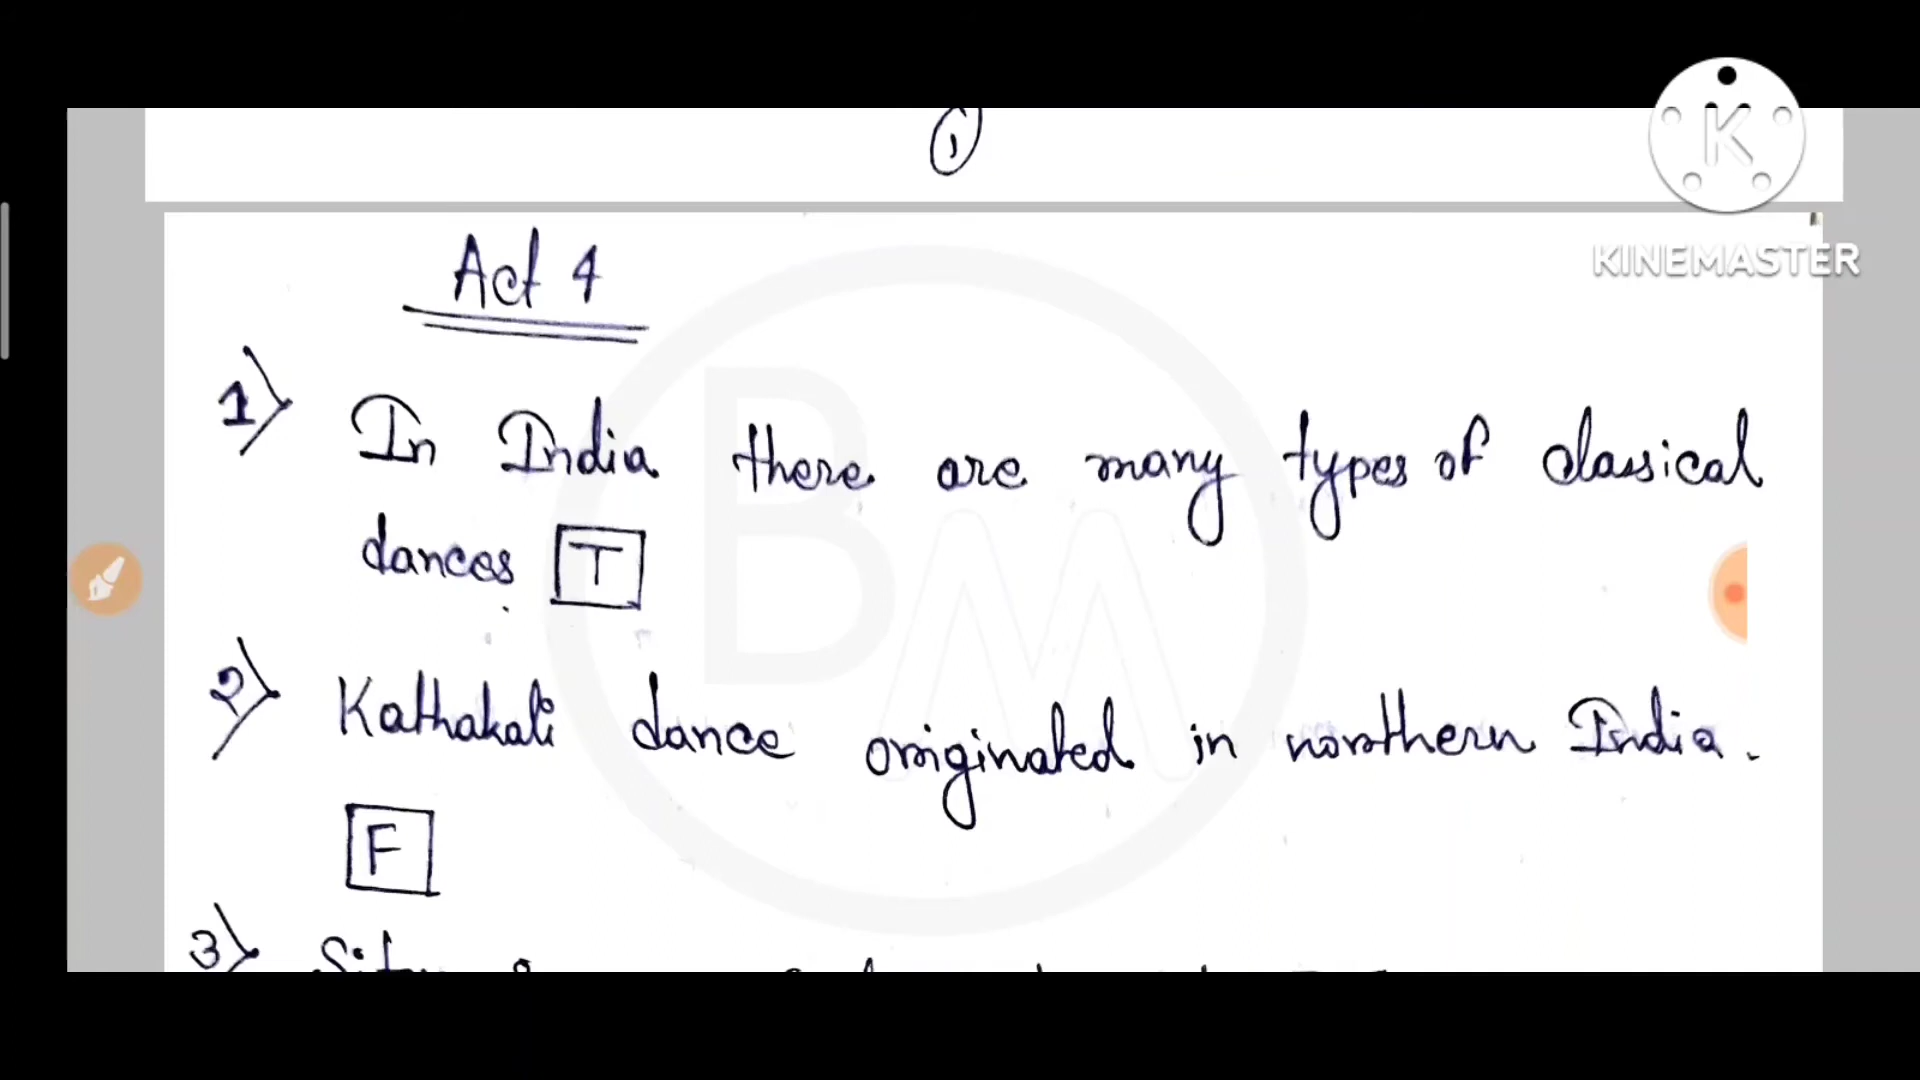 1
K
KINEMASTER
Act 4
1) In India there are many types of classical
dances T
2) Kathakali dance originated in northern India.
F
3)
BM